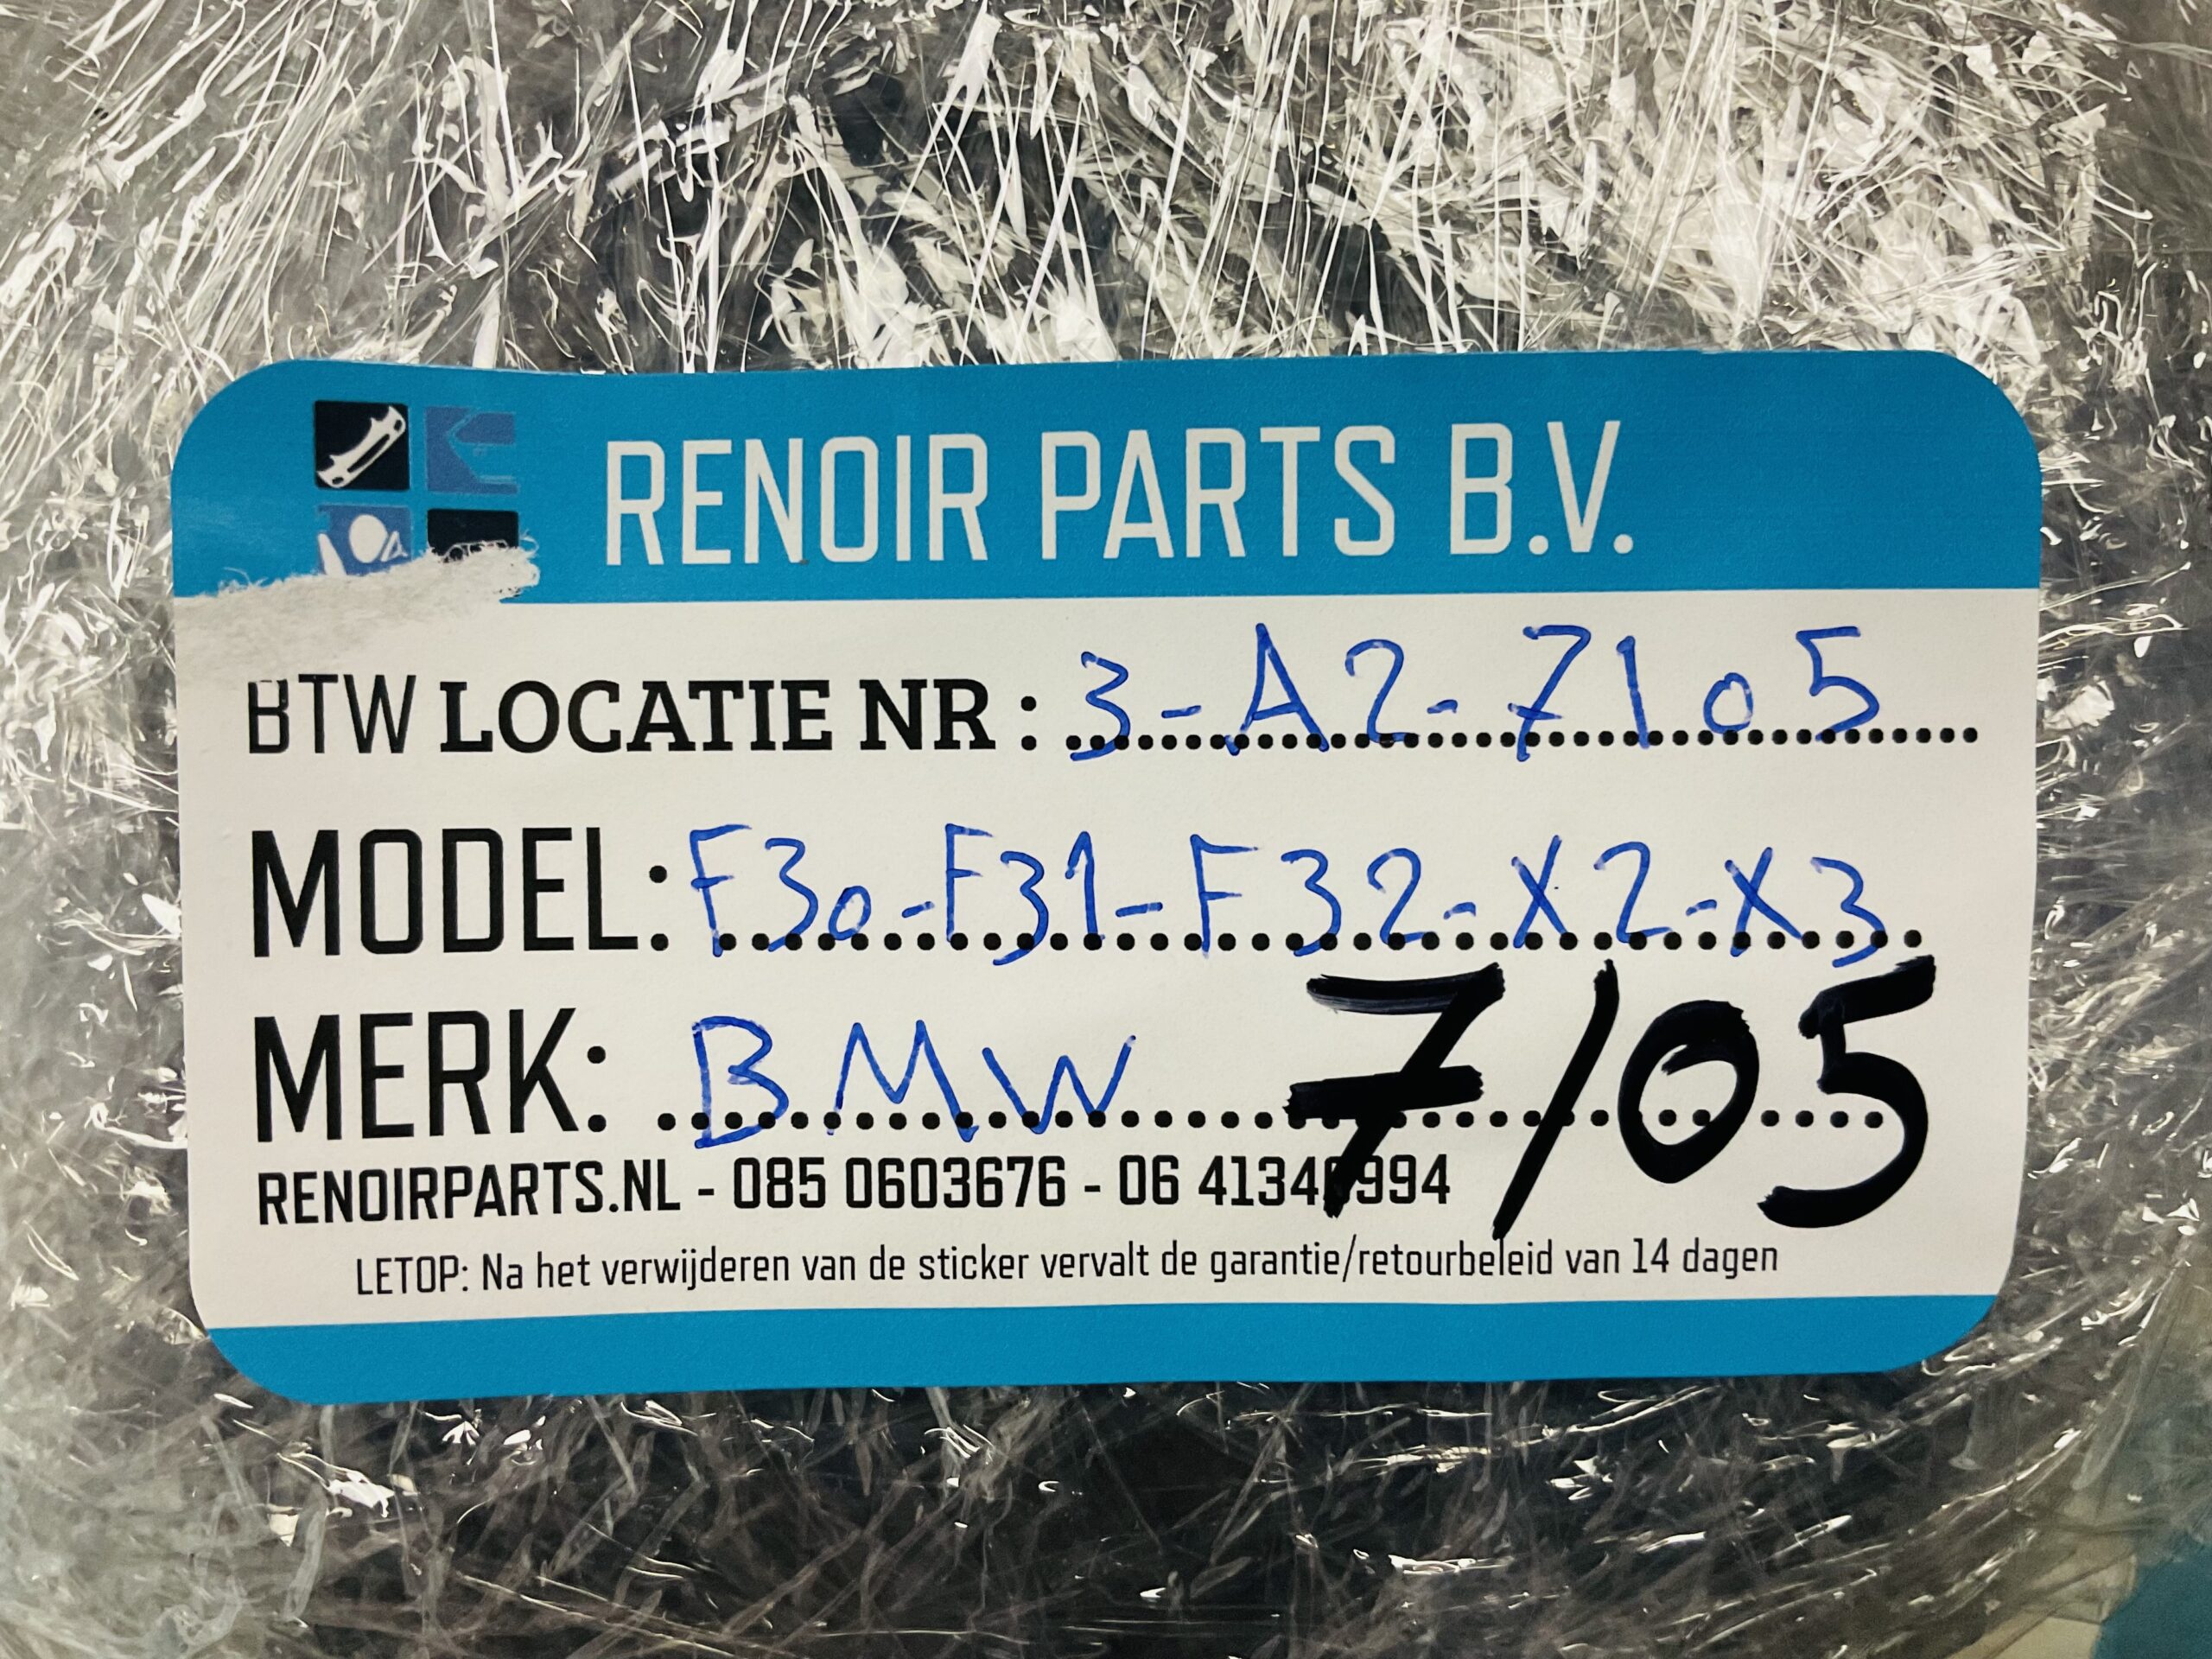 RENOIR PARTS B.V.
BTW LOCATIE NR : 3-A2-7105
MODEL: F30-F31-F32-X2-X3
MERK: BMW 7105
RENOIRPARTS.NL - 085 0603676 - 06
LETOP: Na het verwijderen van de sticker vervalt de garantie/retourbeleid van 14 dagen